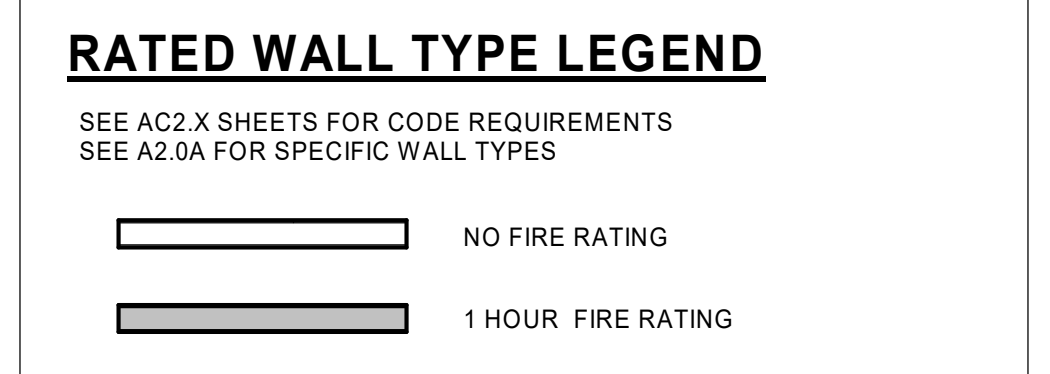 RATED WALL TYPE LEGEND
SEE AC2.X SHEETS FOR CODE REQUIREMENTS
SEE A2.0A FOR SPECIFIC WALL TYPES
NO FIRE RATING
1 HOUR FIRE RATING